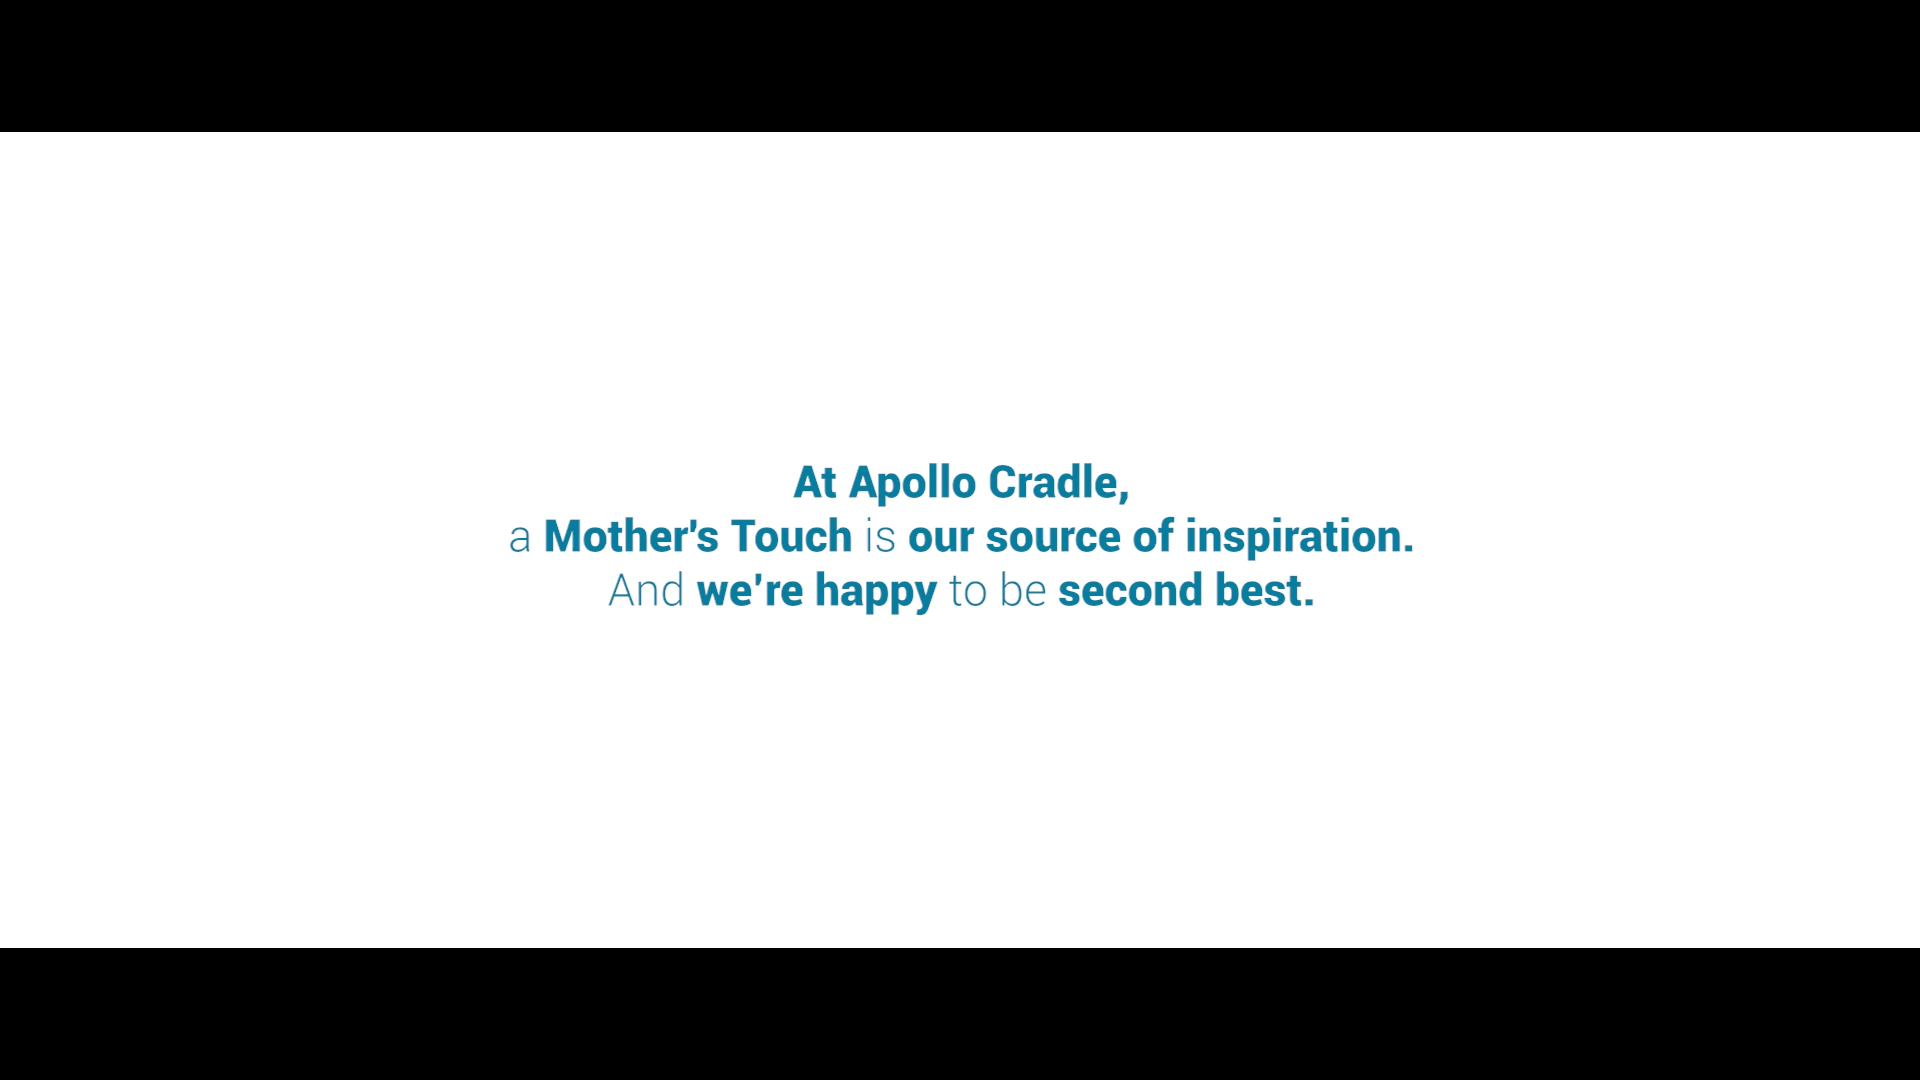 At Apollo Cradle,
a Mother's Touch is our source of inspiration.
And we're happy to be second best.